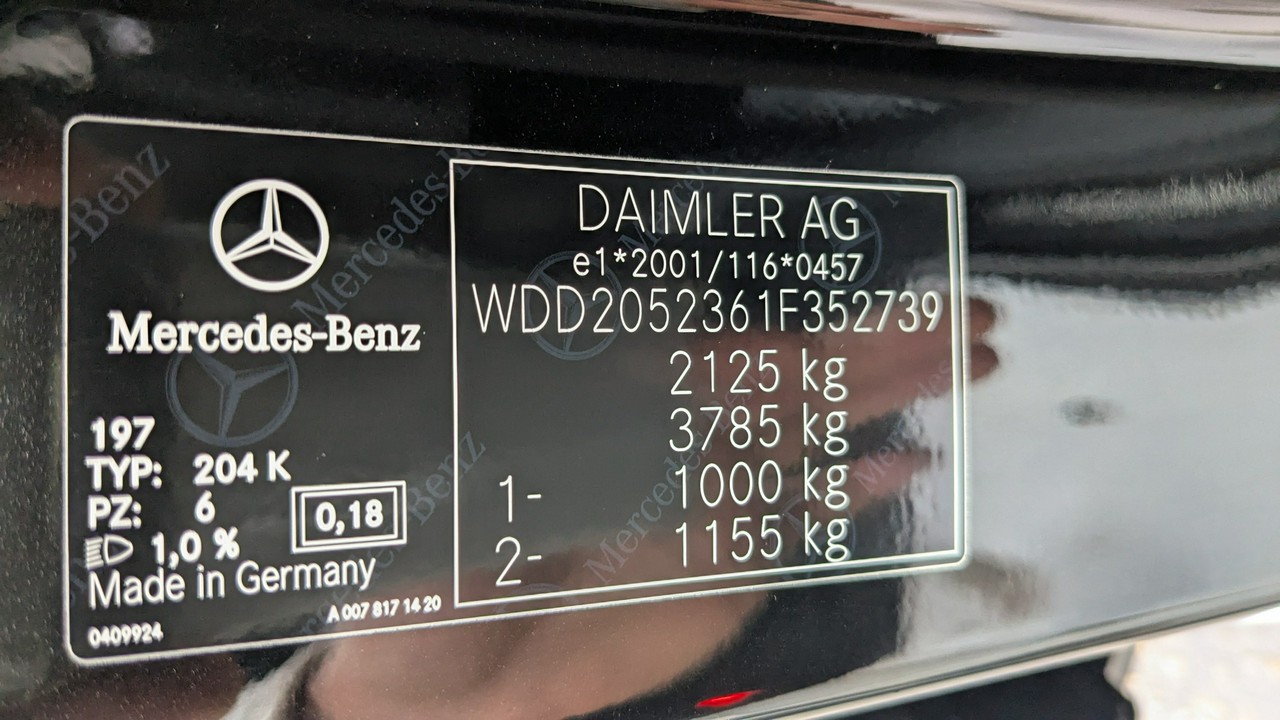 Mercedes-Benz
197
TYP: 204 K
PZ: 6
0,18
1,0 %
Made in Germany
A 007 817 14 20
0409924
DAIMLER AG
e1*2001/116*0457
WDD2052361F352739
2125 kg
3785 kg
1- 1000 kg
2- 1155 kg